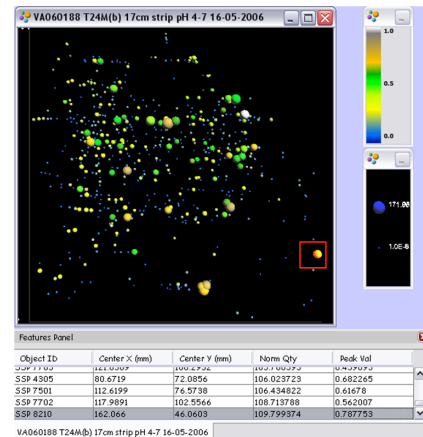 VA060188 T24M(b) 17cm strip pH 4-7 16-05-2006
1.0
0.5
0.0
171.96
1.0E-6
Features Panel
Object ID Center X (mm) Center Y (mm) Norm Qty Peak Val
SSP 4305 80.6719 72.0856 106.023723 0.682265
SSP 7501 112.6199 76.5738 106.434822 0.61678
SSP 7702 117.9891 102.5566 108.713788 0.562007
SSP 8210 162.066 46.0603 109.799374 0.787753
VA060188 T24M(b) 17cm strip pH 4-7 16-05-2006